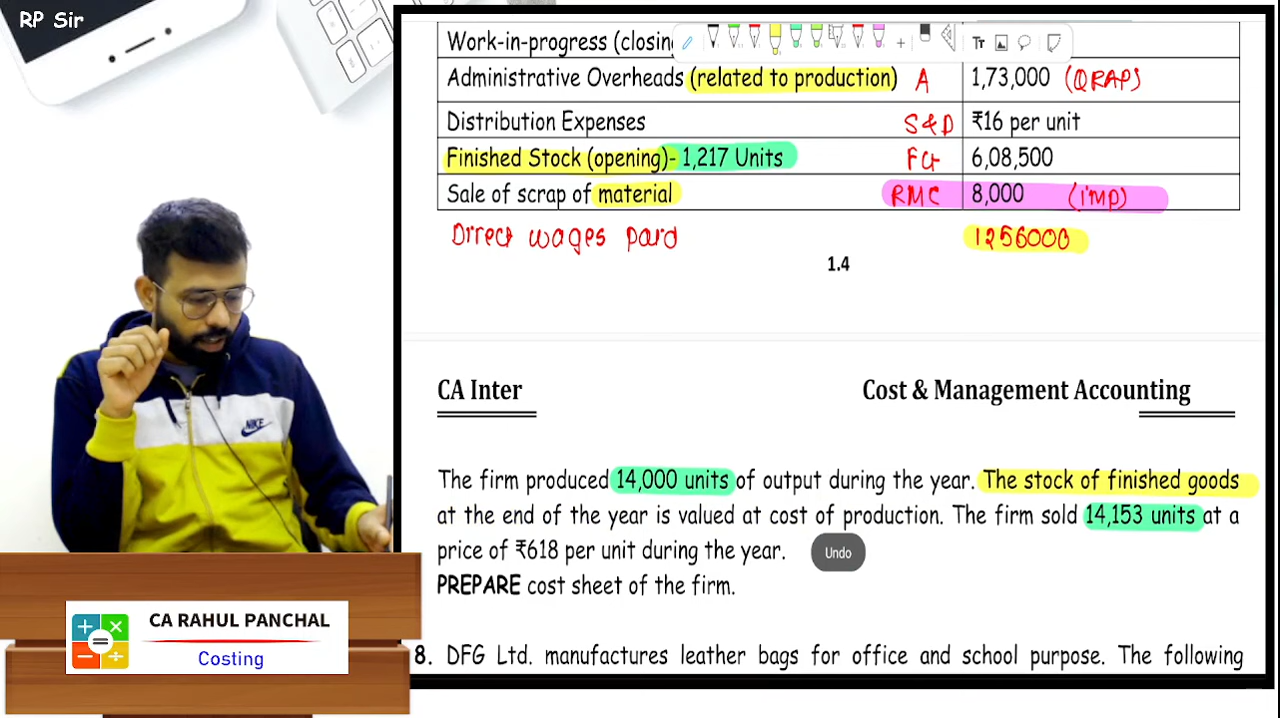 RP Sir
Work-in-progress (closing
Tr
Administrative Overheads (related to production) A 1,73,000 (QRAP)
Distribution Expenses S&D ₹16 per unit
Finished Stock (opening)- 1,217 Units FG 6,08,500
Sale of scrap of material RMC 8,000 (IMP)
Direct wages paid 1256000
1.4
CA Inter Cost & Management Accounting
The firm produced 14,000 units of output during the year. The stock of finished goods
at the end of the year is valued at cost of production. The firm sold 14,153 units at a
price of ₹618 per unit during the year.
Undo
PREPARE cost sheet of the firm.
8. DFG Ltd. manufactures leather bags for office and school purpose. The following
NIKE
CA RAHUL PANCHAL
Costing